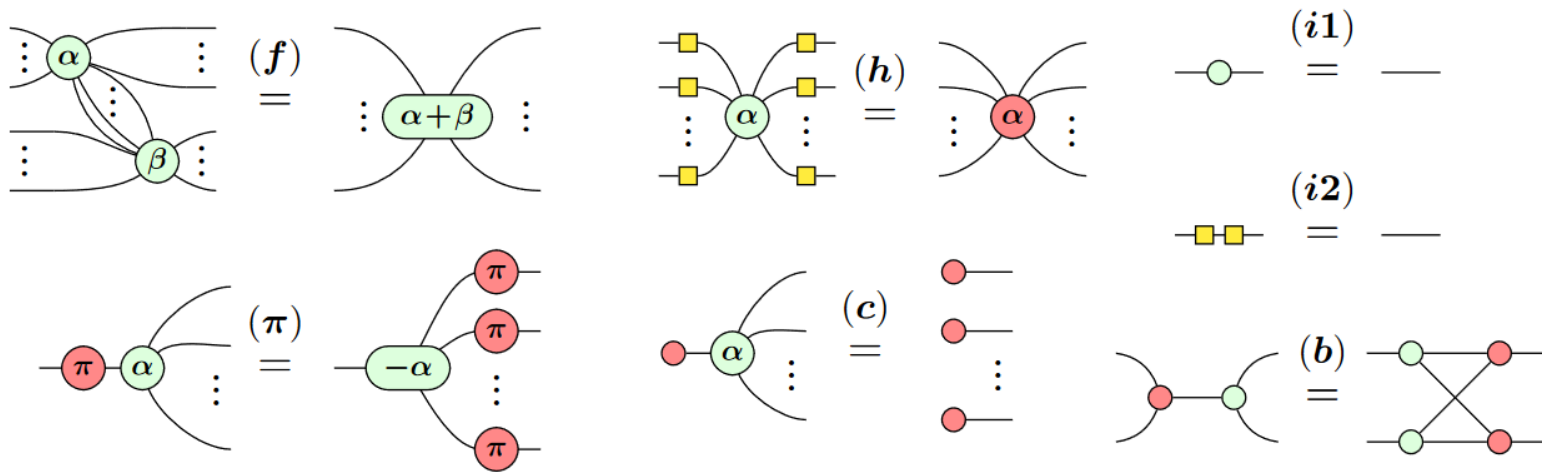 α ⋮ ⋮ (f) = ⋮ α+β ⋮
⋮ β ⋮ ⋮
⋮ α ⋮ (h) = ⋮ α ⋮
(i1) =
(i2) =
π α ⋮ (π) = -α π π ⋮ π
α ⋮ (c) = ⋮
(b) =